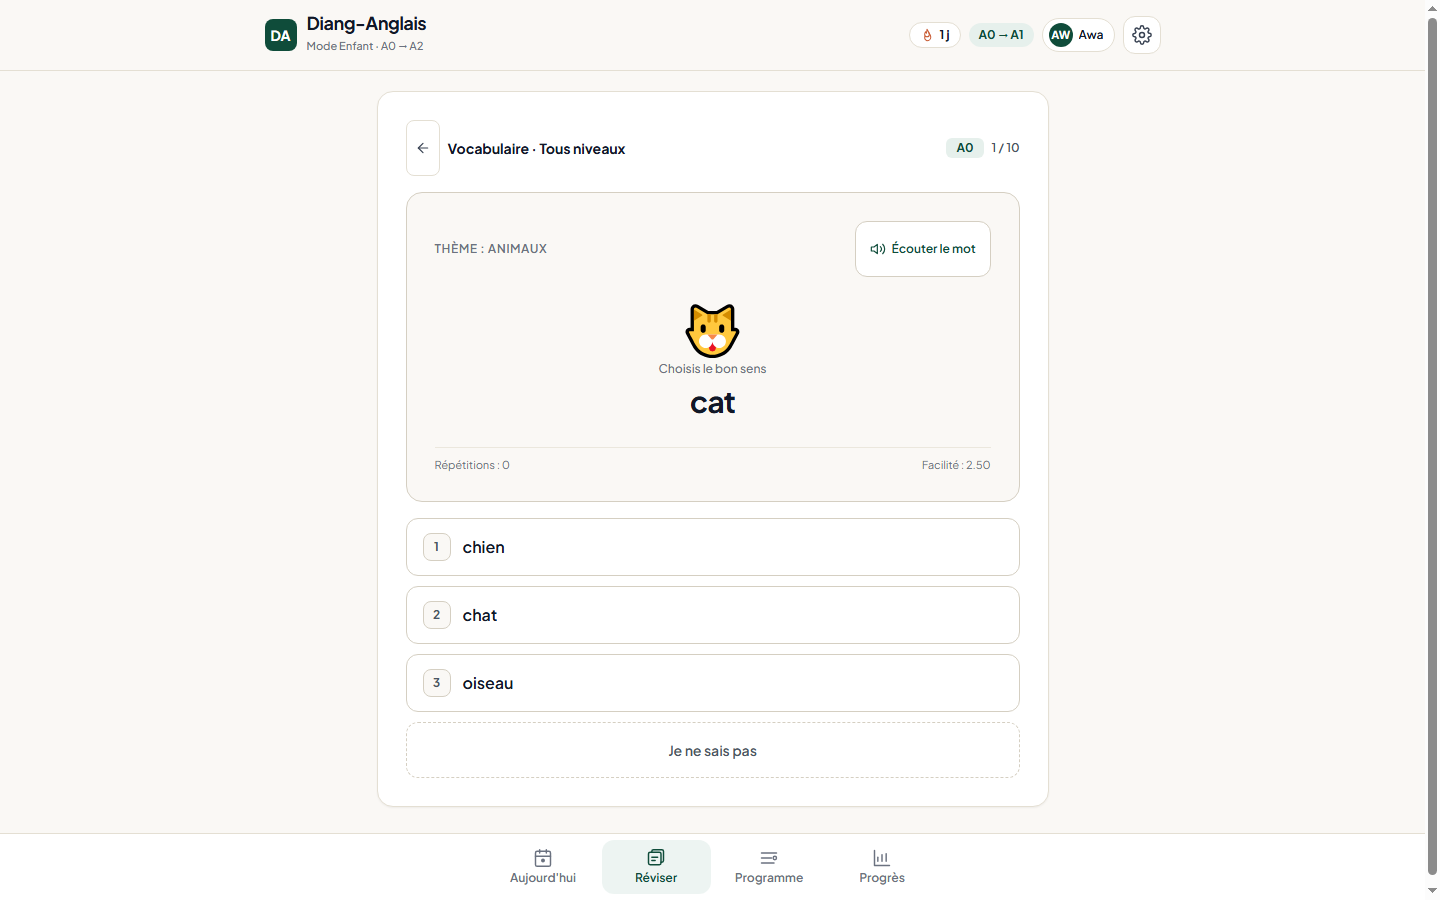 DA
Diang-Anglais
Mode Enfant · A0 → A2
1 j
A0 → A1
AW
Awa
Vocabulaire · Tous niveaux
A0
1 / 10
THÈME : ANIMAUX
Écouter le mot
Choisis le bon sens
cat
Répétitions : 0
Facilité : 2.50
1 chien
2 chat
3 oiseau
Je ne sais pas
Aujourd'hui
Réviser
Programme
Progrès